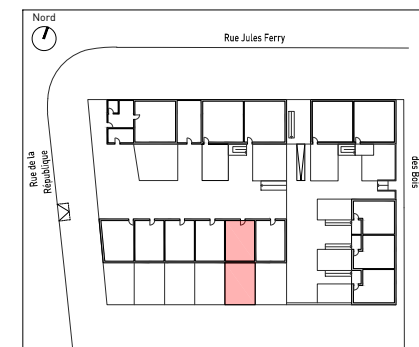 Nord
Rue Jules Ferry
Rue de la
République
des Bois